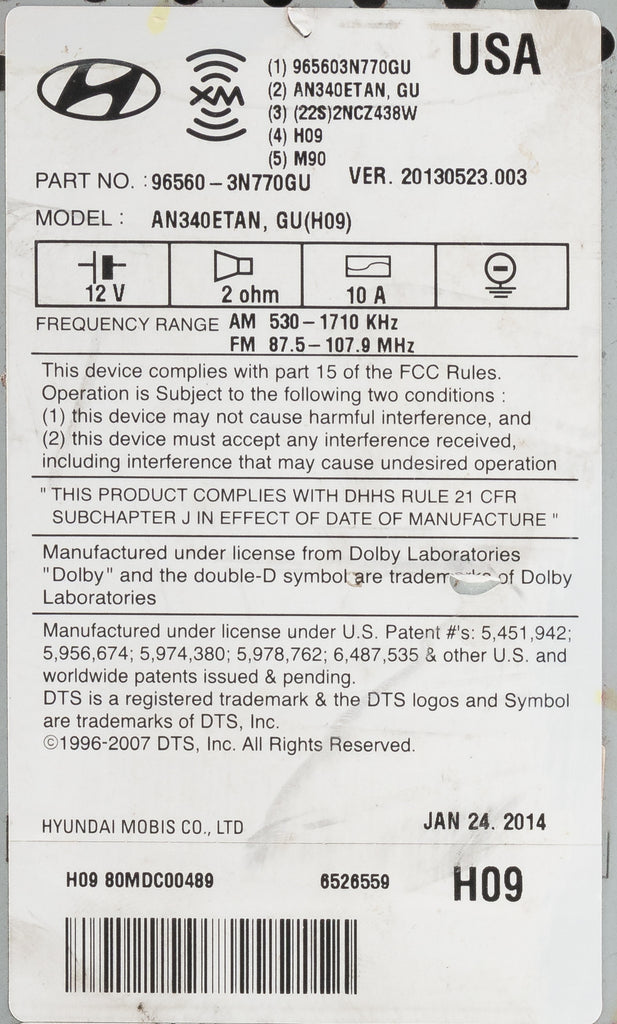 USA
XM
(1) 965603N770GU
(2) AN340ETAN, GU
(3) (22S)2NCZ438W
(4) H09
(5) M90
PART NO. : 96560-3N770GU VER. 20130523.003
MODEL : AN340ETAN, GU(H09)
12 V 2 ohm 10 A
FREQUENCY RANGE AM 530-1710 KHz
FM 87.5-107.9 MHz
This device complies with part 15 of the FCC Rules.
Operation is Subject to the following two conditions :
(1) this device may not cause harmful interference, and
(2) this device must accept any interference received,
including interference that may cause undesired operation
" THIS PRODUCT COMPLIES WITH DHHS RULE 21 CFR
SUBCHAPTER J IN EFFECT OF DATE OF MANUFACTURE "
Manufactured under license from Dolby Laboratories
"Dolby" and the double-D symbol are trademarks of Dolby
Laboratories
Manufactured under license under U.S. Patent #'s: 5,451,942;
5,956,674; 5,974,380; 5,978,762; 6,487,535 & other U.S. and
worldwide patents issued & pending.
DTS is a registered trademark & the DTS logos and Symbol
are trademarks of DTS, Inc.
©1996-2007 DTS, Inc. All Rights Reserved.
HYUNDAI MOBIS CO., LTD JAN 24. 2014
H09 80MDC00489 6526559 H09